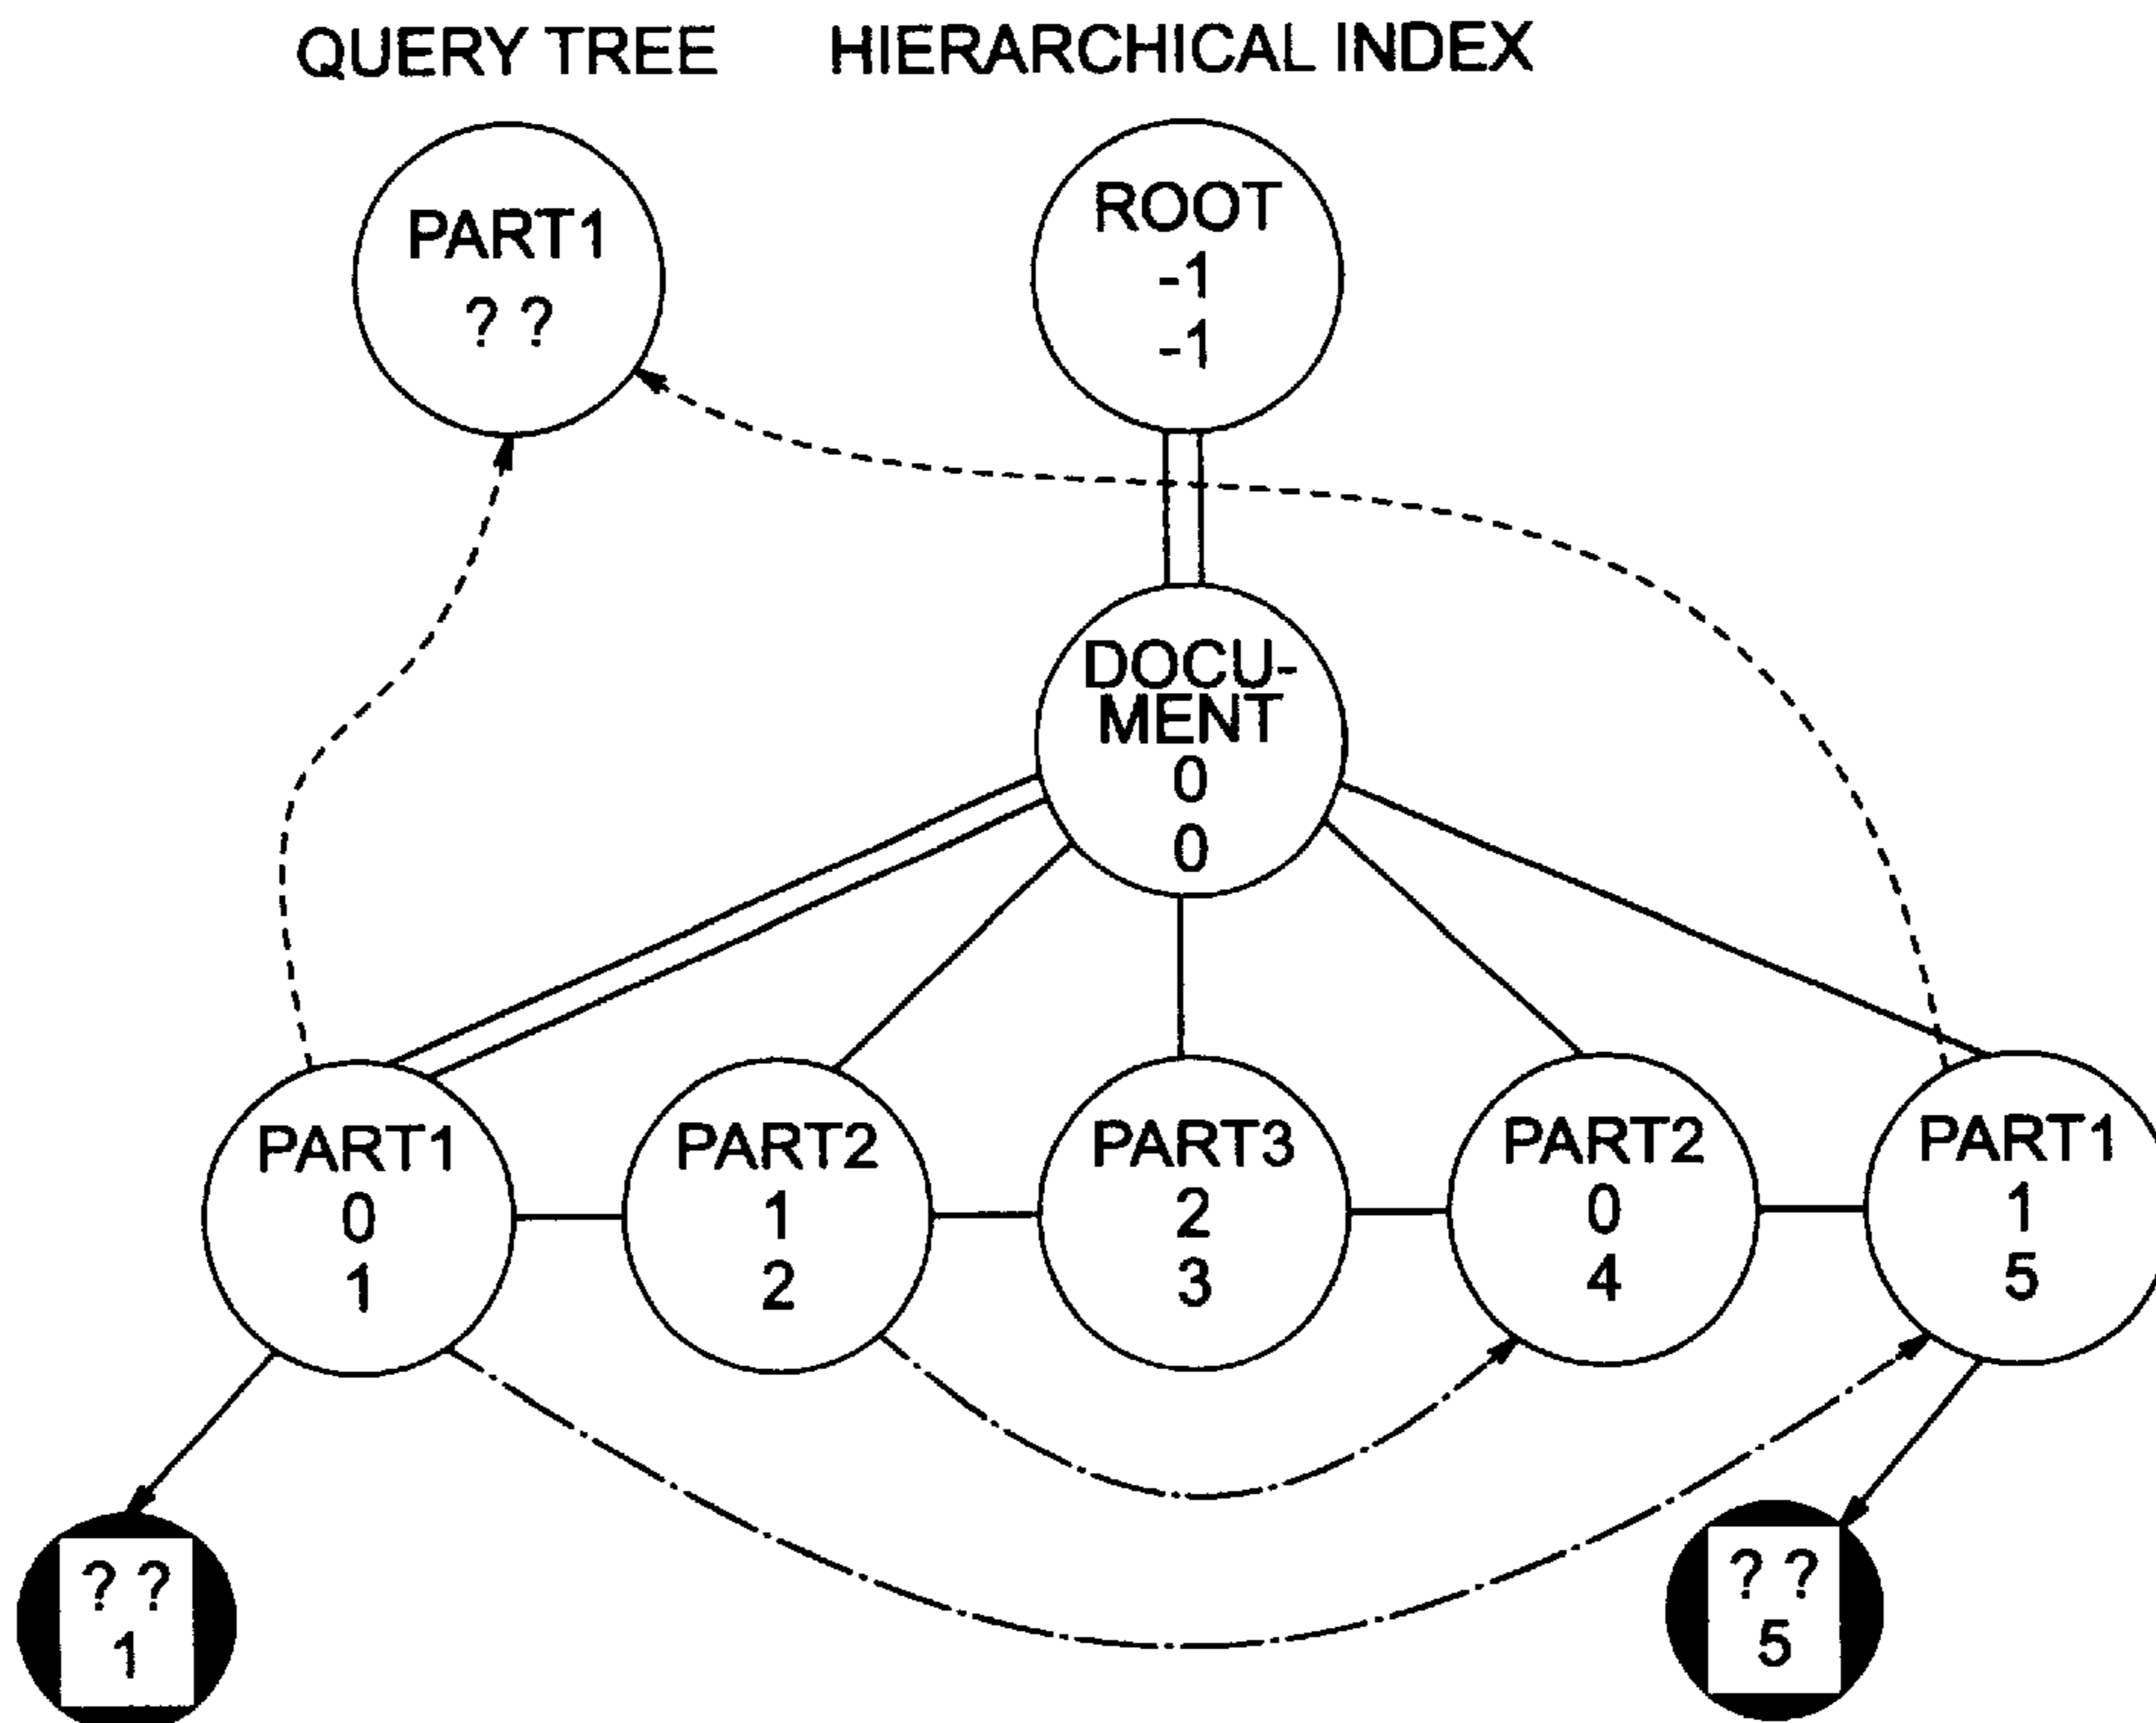 QUERY TREE HIERARCHICAL INDEX
PART1
? ?
ROOT
-1
-1
DOCU-
MENT
0
0
PART1
0
1
PART2
1
2
PART3
2
3
PART2
0
4
PART1
1
5
? ?
1
? ?
5